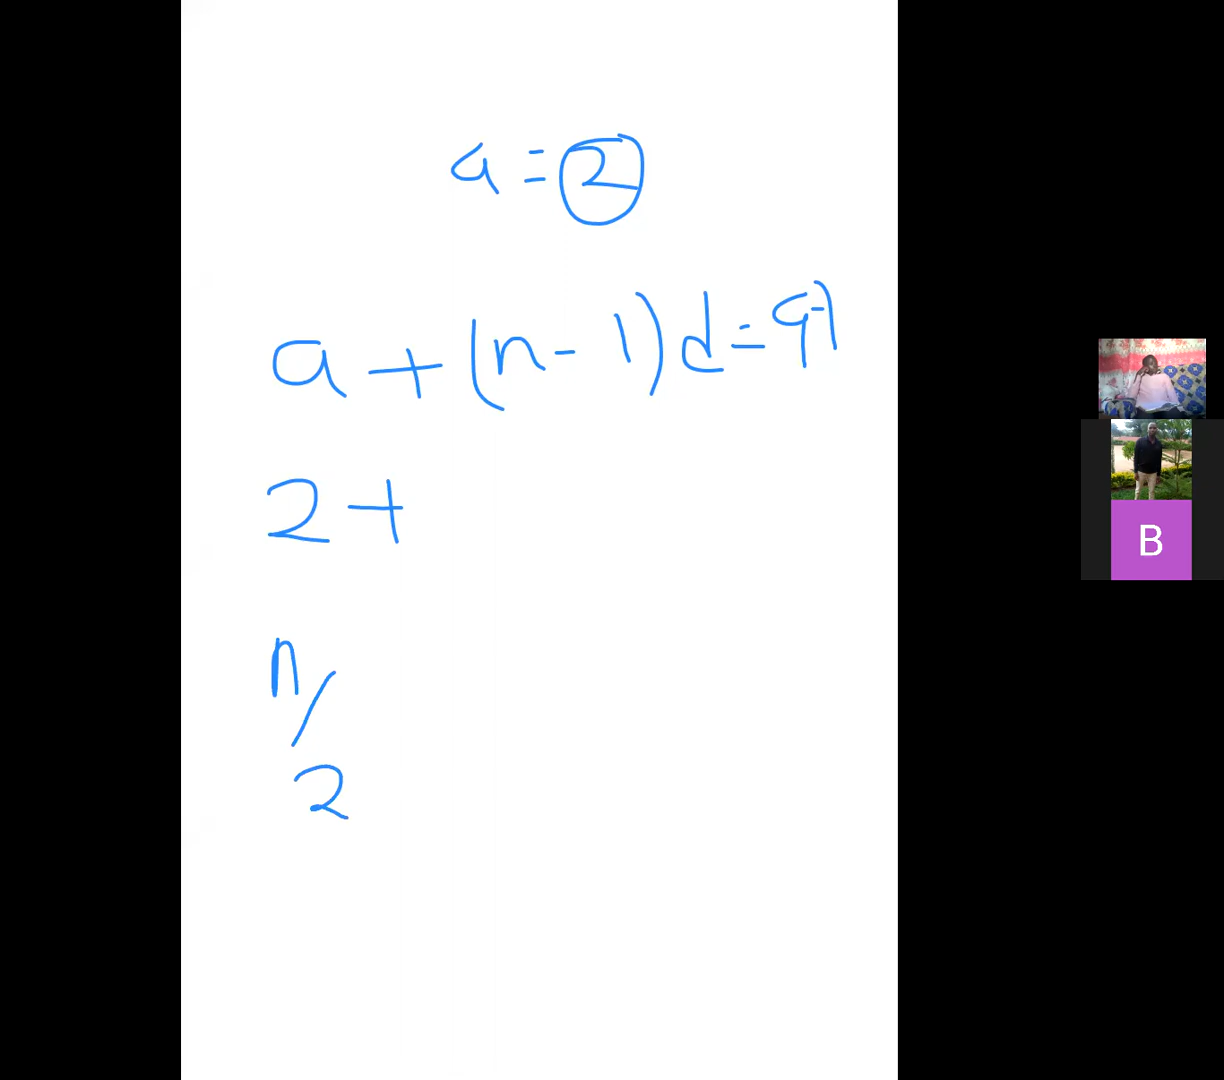 a = 2
a + (n - 1) d = 97
2 +
n/2
B